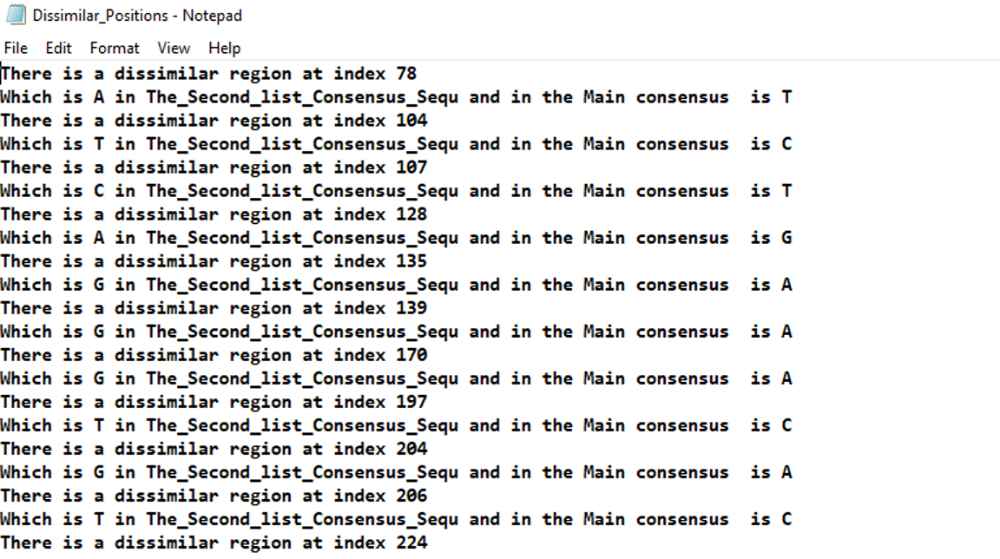 Dissimilar_Positions - Notepad
File Edit Format View Help
There is a dissimilar region at index 78
Which is A in The_Second_list_Consensus_Sequ and in the Main consensus  is T
There is a dissimilar region at index 104
Which is T in The_Second_list_Consensus_Sequ and in the Main consensus  is C
There is a dissimilar region at index 107
Which is C in The_Second_list_Consensus_Sequ and in the Main consensus  is T
There is a dissimilar region at index 128
Which is A in The_Second_list_Consensus_Sequ and in the Main consensus  is G
There is a dissimilar region at index 135
Which is G in The_Second_list_Consensus_Sequ and in the Main consensus  is A
There is a dissimilar region at index 139
Which is G in The_Second_list_Consensus_Sequ and in the Main consensus  is A
There is a dissimilar region at index 170
Which is G in The_Second_list_Consensus_Sequ and in the Main consensus  is A
There is a dissimilar region at index 197
Which is T in The_Second_list_Consensus_Sequ and in the Main consensus  is C
There is a dissimilar region at index 204
Which is G in The_Second_list_Consensus_Sequ and in the Main consensus  is A
There is a dissimilar region at index 206
Which is T in The_Second_list_Consensus_Sequ and in the Main consensus  is C
There is a dissimilar region at index 224